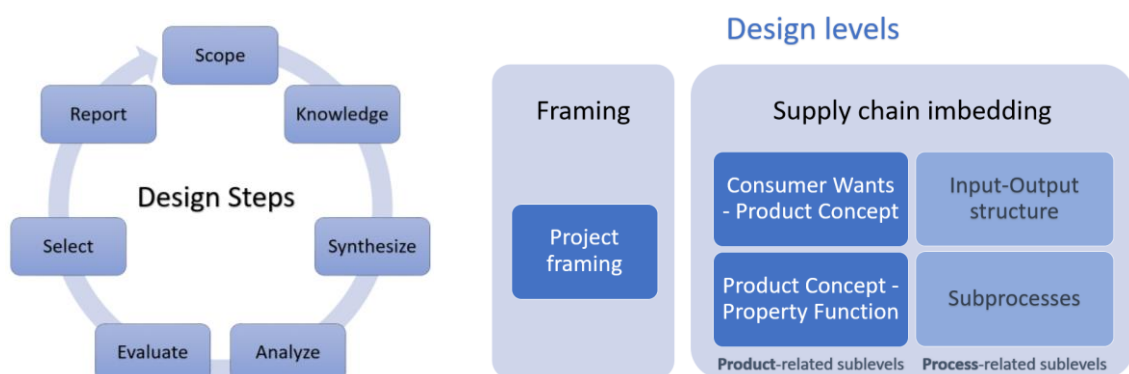 Design Steps
Scope
Knowledge
Synthesize
Analyze
Evaluate
Select
Report
Design levels
Framing
Project
framing
Supply chain imbedding
Consumer Wants
- Product Concept
Input-Output
structure
Product Concept -
Property Function
Subprocesses
Product-related sublevels
Process-related sublevels